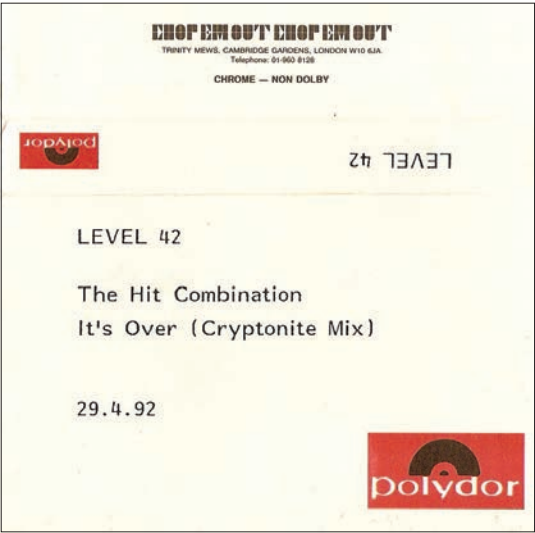 CHOP EM OUT CHOP EM OUT
TRINITY MEWS, CAMBRIDGE GARDENS, LONDON W10 6JA
Telephone: 01-960 8128
CHROME — NON DOLBY
polydor
LEVEL 42
LEVEL 42
The Hit Combination
It's Over (Cryptonite Mix)
29.4.92
polydor